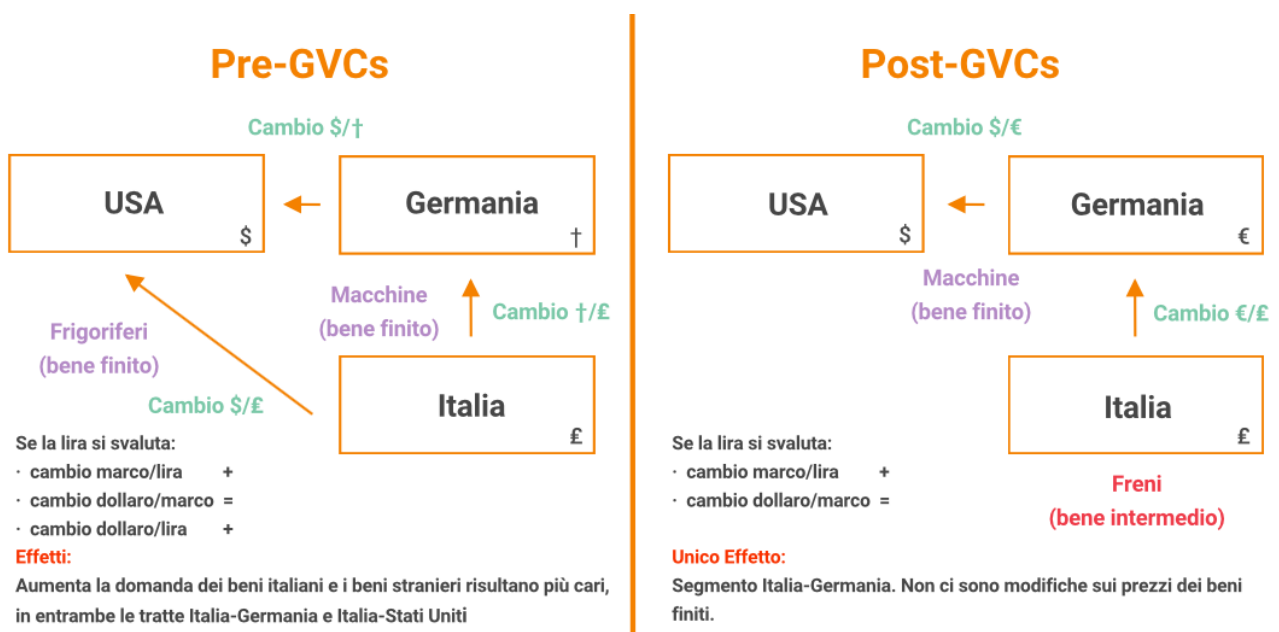 Pre-GVCs
Cambio $/†
USA
$
Germania
†
Macchine
(bene finito)
Cambio †/₤
Frigoriferi
(bene finito)
Cambio $/₤
Italia
₤
Se la lira si svaluta:
· cambio marco/lira +
· cambio dollaro/marco =
· cambio dollaro/lira +
Effetti:
Aumenta la domanda dei beni italiani e i beni stranieri risultano più cari,
in entrambe le tratte Italia-Germania e Italia-Stati Uniti
Post-GVCs
Cambio $/€
USA
$
Germania
€
Macchine
(bene finito)
Cambio €/₤
Italia
₤
Freni
(bene intermedio)
Se la lira si svaluta:
· cambio marco/lira +
· cambio dollaro/marco =
Unico Effetto:
Segmento Italia-Germania. Non ci sono modifiche sui prezzi dei beni
finiti.